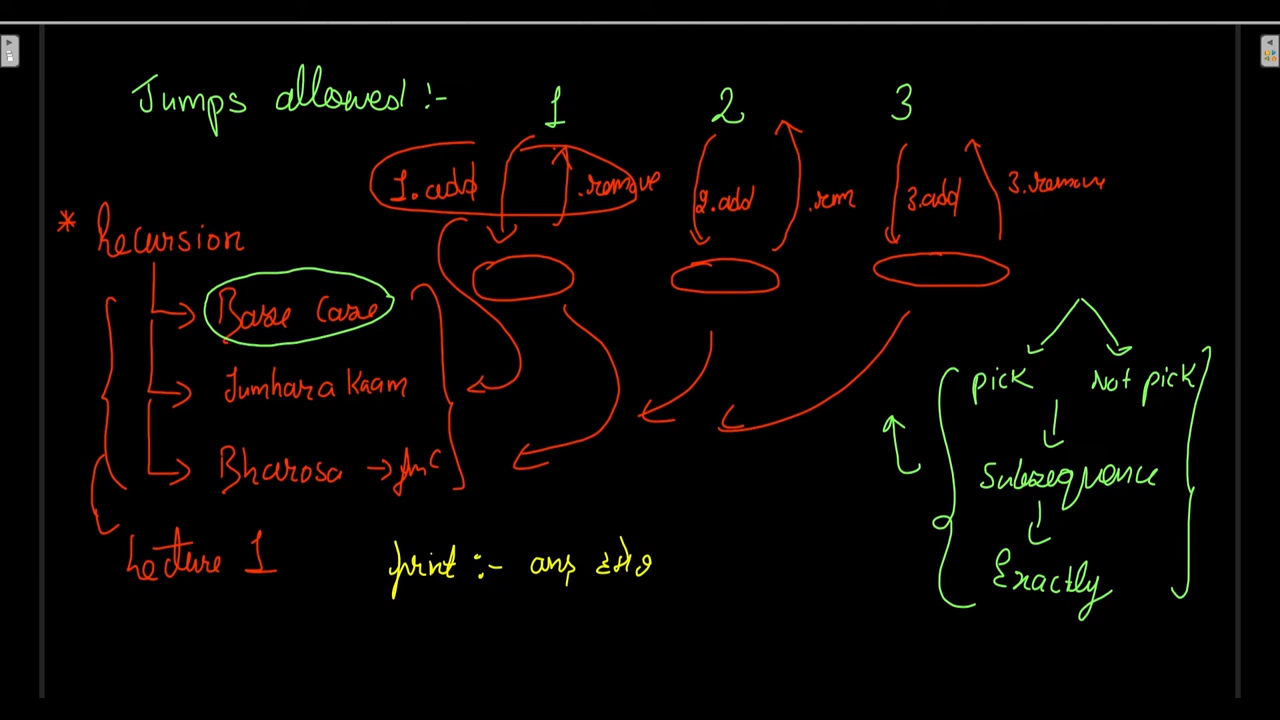 Jumps allowed :- 1 2 3
1.add .remove 2.add .rem 3.add 3.remove
* Recursion
Base Case
Tumhara Kaam
Bharosa → fnc
Lecture 1
print :- ans
pick Not pick
Subsequence
Exactly